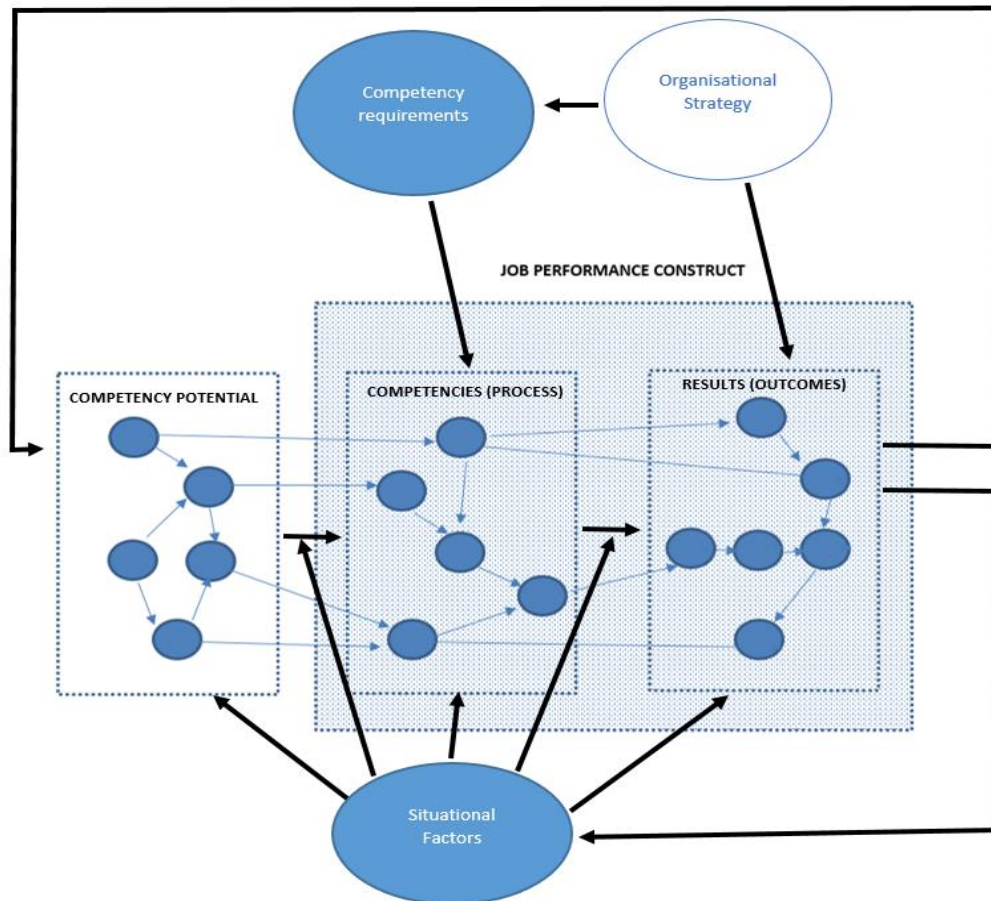 Competency
requirements
Organisational
Strategy
JOB PERFORMANCE CONSTRUCT
COMPETENCY POTENTIAL
COMPETENCIES (PROCESS)
RESULTS (OUTCOMES)
Situational
Factors